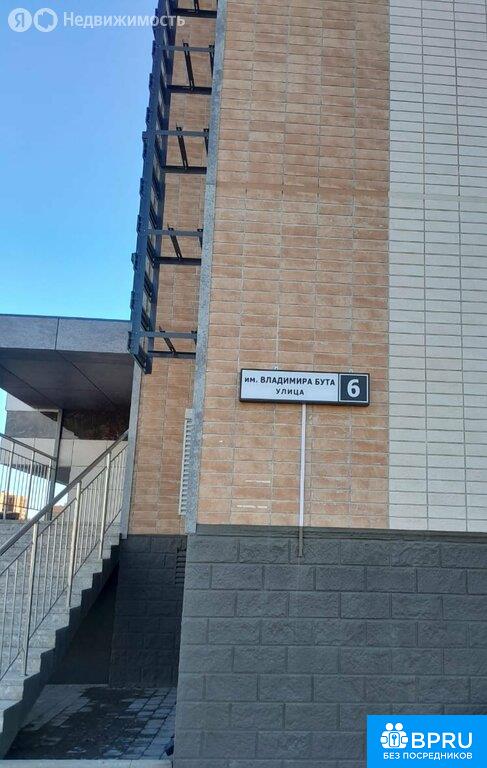 Я Недвижимость
им. ВЛАДИМИРА БУТА
УЛИЦА
6
BPRU
БЕЗ ПОСРЕДНИКОВ